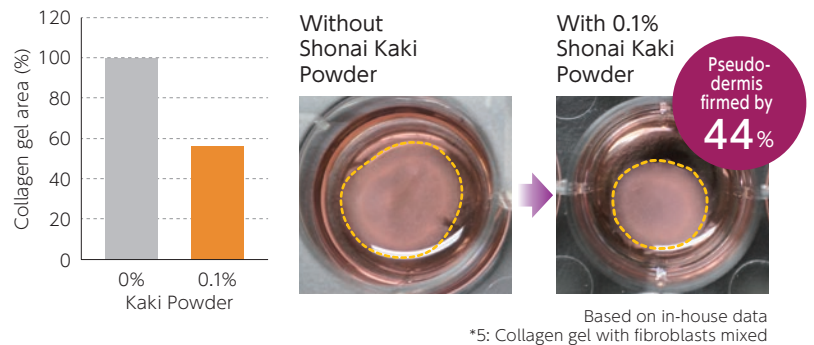 120
100
80
60
40
20
0
Collagen gel area (%)
0%
0.1%
Kaki Powder
Without
Shonai Kaki
Powder
With 0.1%
Shonai Kaki
Powder
Pseudo-
dermis
firmed by
44%
Based on in-house data
*5: Collagen gel with fibroblasts mixed